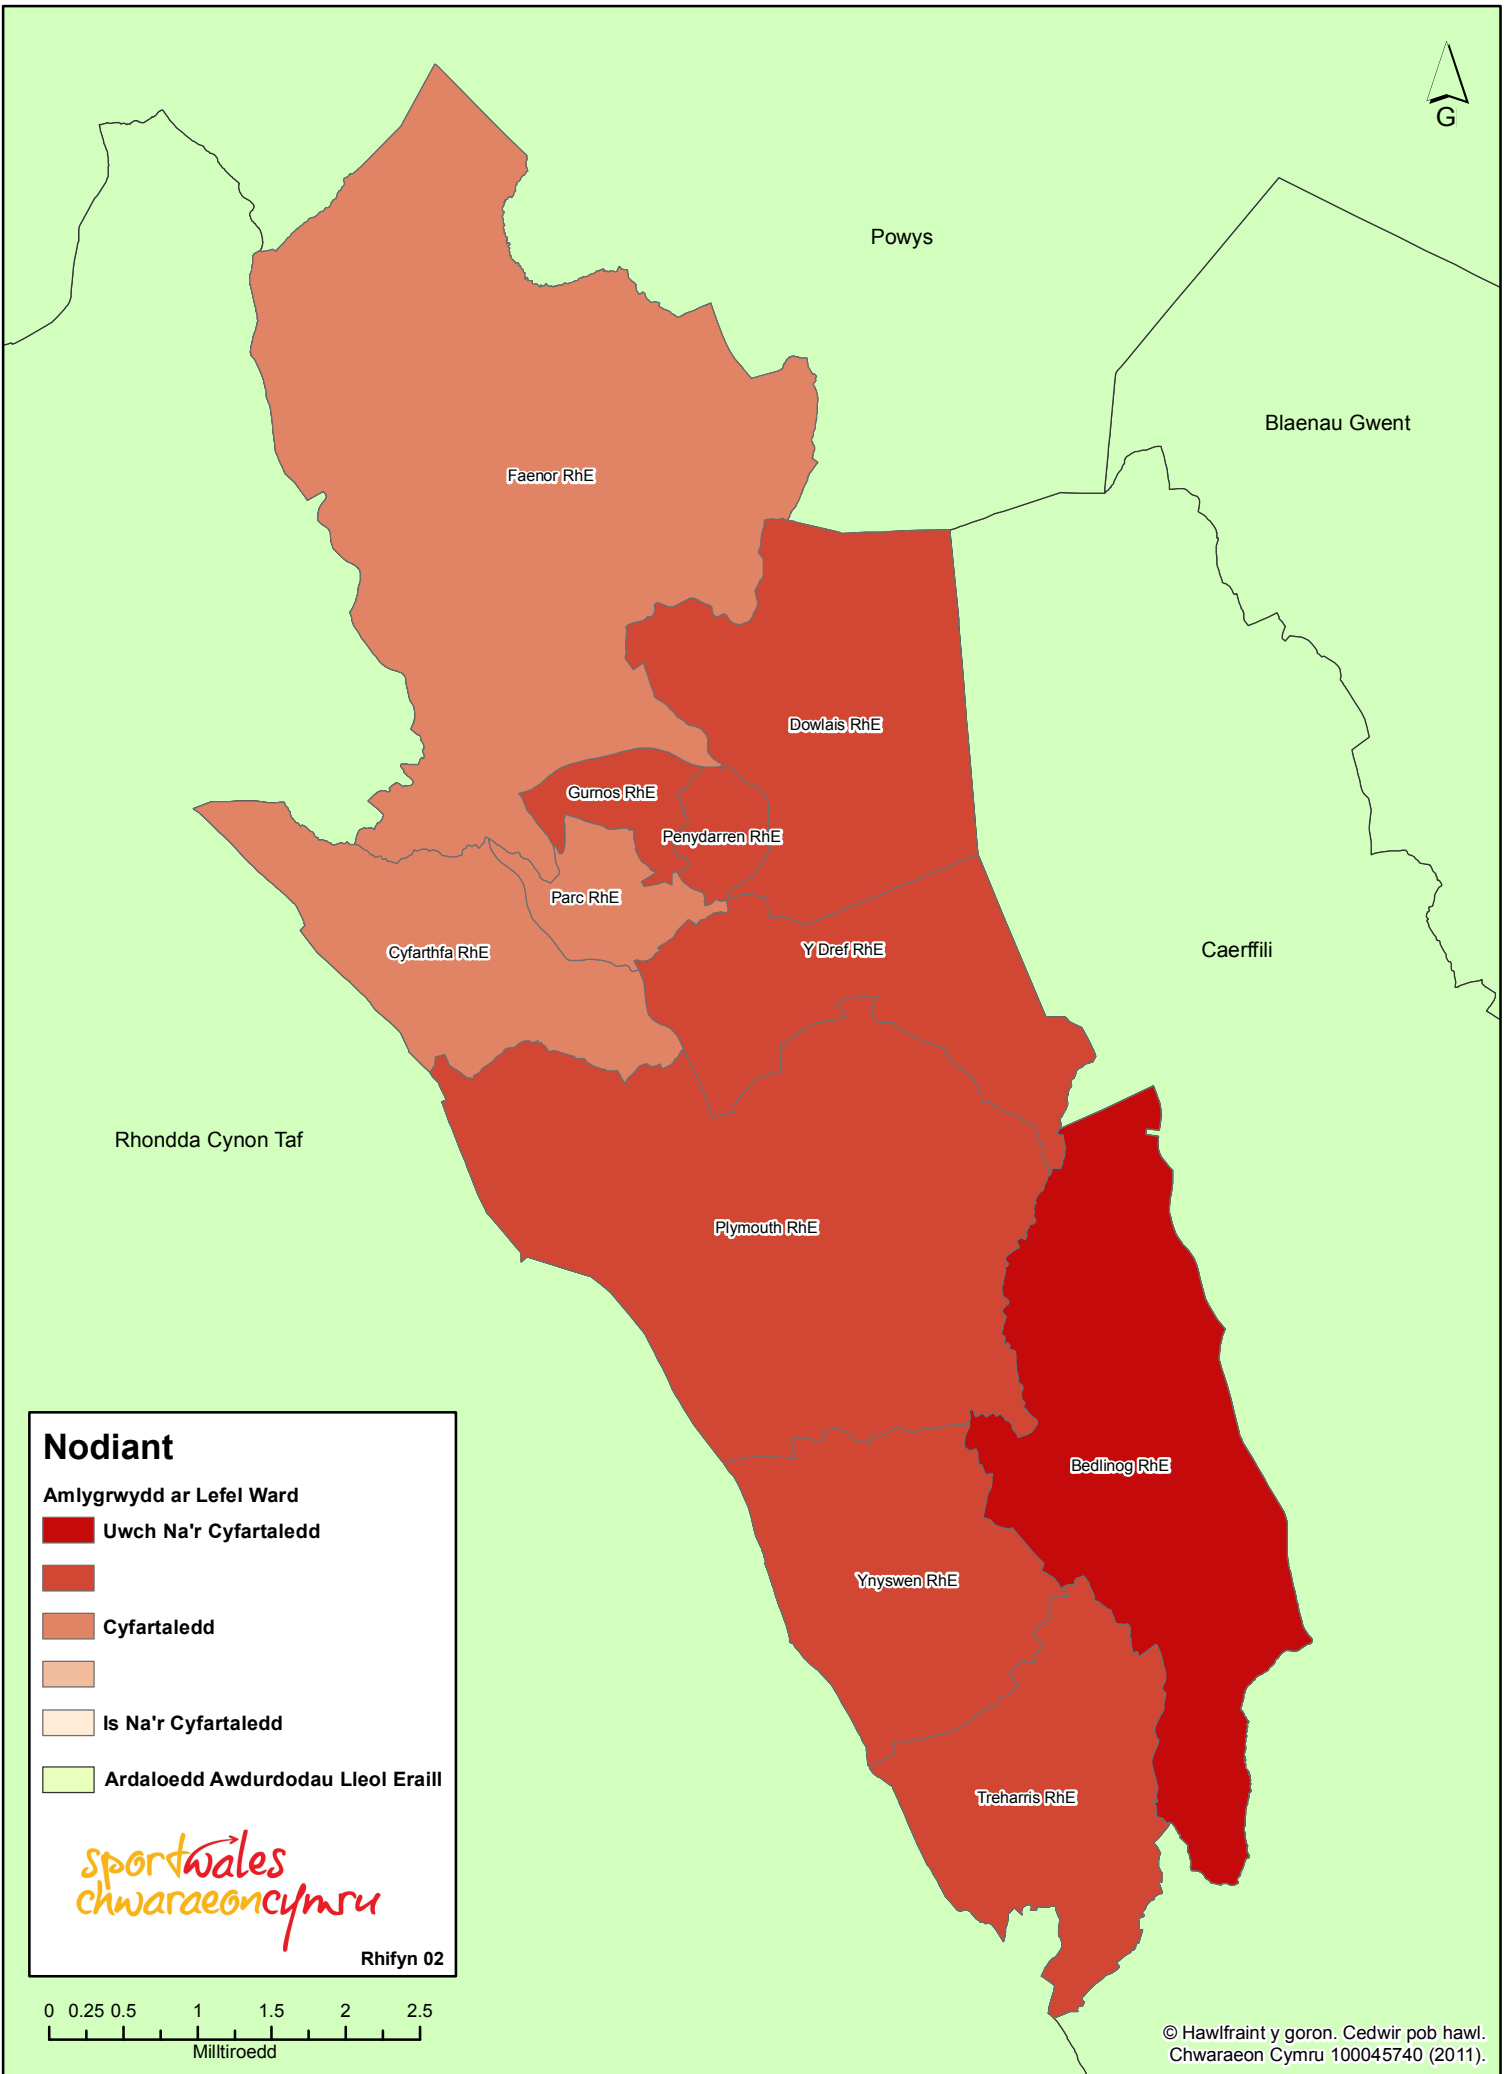 G
Powys
Blaenau Gwent
Faenor RhE
Dowlais RhE
Gurnos RhE
Penydarren RhE
Parc RhE
Cyfarthfa RhE
Y Dref RhE
Caerffili
Rhondda Cynon Taf
Plymouth RhE
Bedlinog RhE
Ynyswen RhE
Treharris RhE
Nodiant
Amlygrwydd ar Lefel Ward
Uwch Na'r Cyfartaledd
Cyfartaledd
Is Na'r Cyfartaledd
Ardaloedd Awdurdodau Lleol Eraill
sportwales
chwaraeoncymru
Rhifyn 02
0 0.25 0.5 1 1.5 2 2.5
Milltiroedd
© Hawlfraint y goron. Cedwir pob hawl.
Chwaraeon Cymru 100045740 (2011).